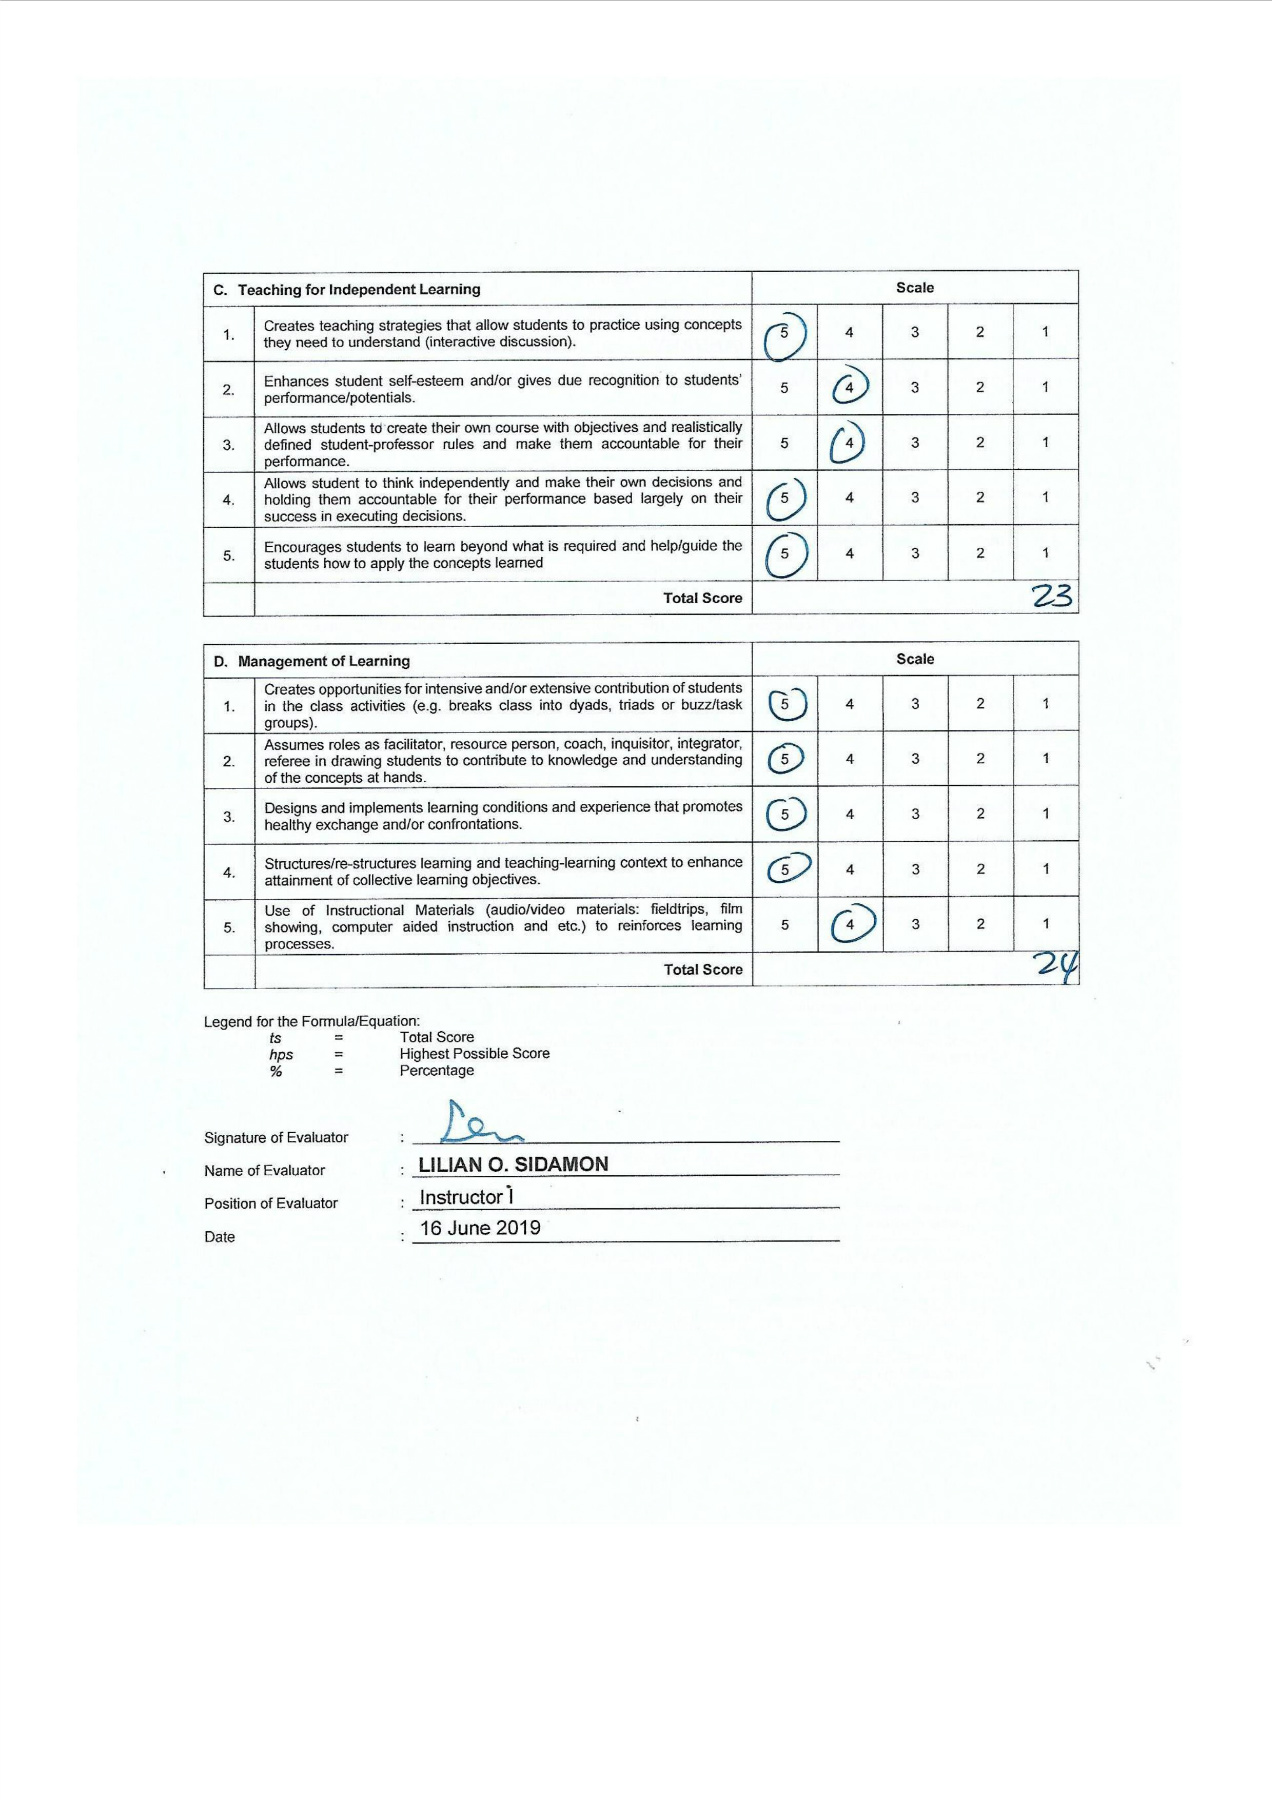 C. Teaching for Independent Learning Scale
1. Creates teaching strategies that allow students to practice using concepts 5 4 3 2 1
they need to understand (interactive discussion).
2. Enhances student self-esteem and/or gives due recognition to students' 5 4 3 2 1
performance/potentials.
Allows students to create their own course with objectives and realistically
3. defined student-professor rules and make them accountable for their 5 4 3 2 1
performance.
Allows student to think independently and make their own decisions and
4. holding them accountable for their performance based largely on their 5 4 3 2 1
success in executing decisions.
5. Encourages students to learn beyond what is required and help/guide the 5 4 3 2 1
students how to apply the concepts learned
Total Score 23
D. Management of Learning Scale
Creates opportunities for intensive and/or extensive contribution of students
1. in the class activities (e.g. breaks class into dyads, triads or buzz/task 5 4 3 2 1
groups).
Assumes roles as facilitator, resource person, coach, inquisitor, integrator,
2. referee in drawing students to contribute to knowledge and understanding 5 4 3 2 1
of the concepts at hands.
3. Designs and implements learning conditions and experience that promotes 5 4 3 2 1
healthy exchange and/or confrontations.
4. Structures/re-structures learning and teaching-learning context to enhance 5 4 3 2 1
attainment of collective learning objectives.
Use of Instructional Materials (audio/video materials: fieldtrips, film
5. showing, computer aided instruction and etc.) to reinforces learning 5 4 3 2 1
processes.
Total Score 24
Legend for the Formula/Equation:
ts = Total Score
hps = Highest Possible Score
% = Percentage
Signature of Evaluator :
Name of Evaluator : LILIAN O. SIDAMON
Position of Evaluator : Instructor I
Date : 16 June 2019